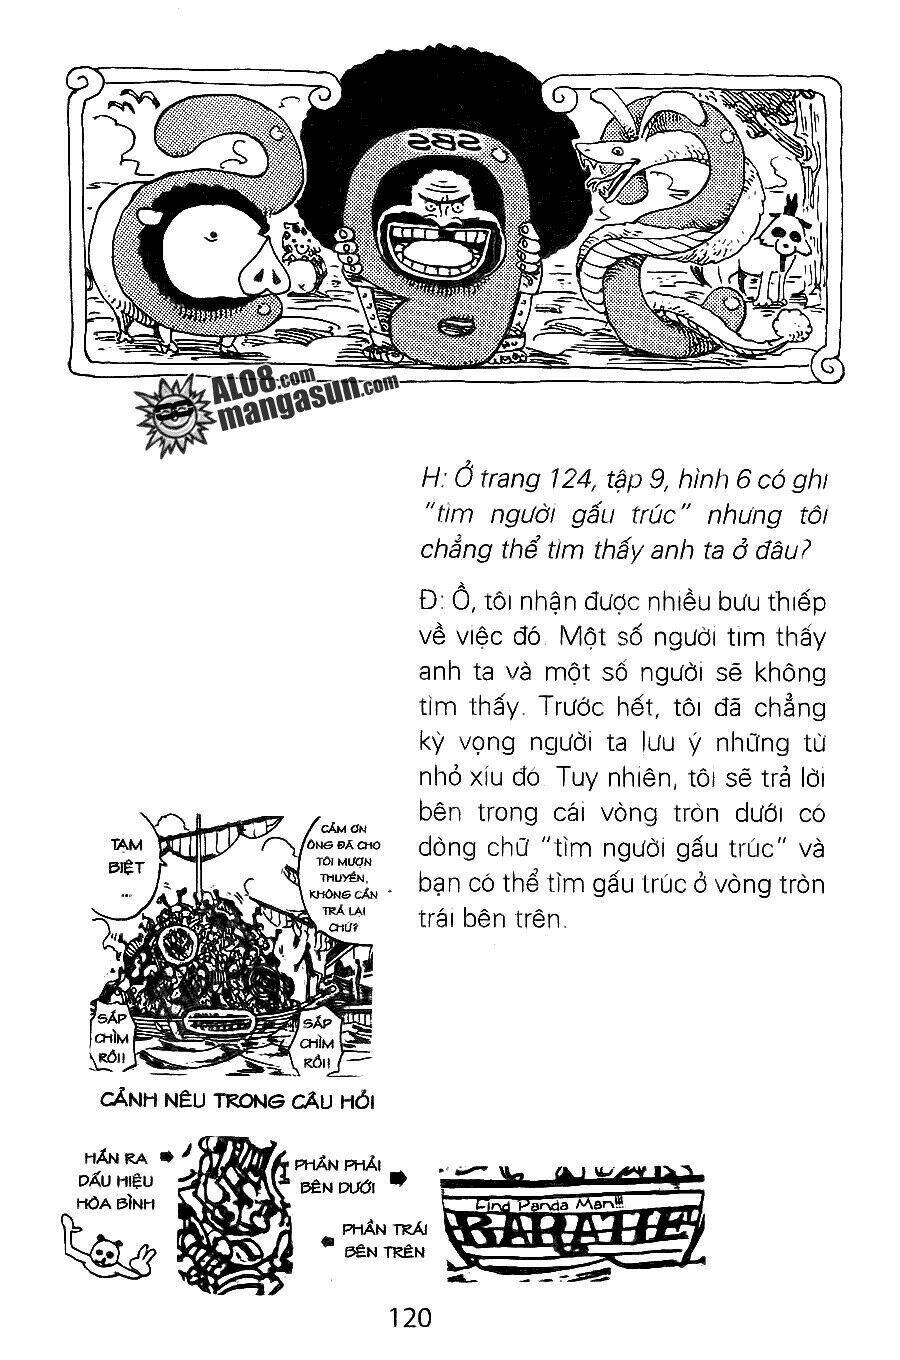 SBS
ALO8.com
mangasun.com
H: Ở trang 124, tập 9, hình 6 có ghi
"tìm người gấu trúc" nhưng tôi
chẳng thể tìm thấy anh ta ở đâu?
Đ: Ồ, tôi nhận được nhiều bưu thiếp
về việc đó. Một số người tìm thấy
anh ta và một số người sẽ không
tìm thấy. Trước hết, tôi đã chẳng
kỳ vọng người ta lưu ý những từ
nhỏ xíu đó. Tuy nhiên, tôi sẽ trả lời
bên trong cái vòng tròn dưới có
dòng chữ "tìm người gấu trúc" và
bạn có thể tìm gấu trúc ở vòng tròn
trái bên trên.
TẠM
BIỆT
...
CẢM ƠN
ÔNG ĐÃ CHO
TÔI MƯỢN
THUYỀN,
KHÔNG CẦN
TRẢ LẠI
CHỨ?
SẮP
CHÌM
RỒI!
SẮP
CHÌM
RỒI!
CẢNH NÊU TRONG CÂU HỎI
HẮN RA
DẤU HIỆU
HÒA BÌNH
PHẦN PHẢI
BÊN DƯỚI
PHẦN TRÁI
BÊN TRÊN
Find Panda Man!!!
BARATIE
120